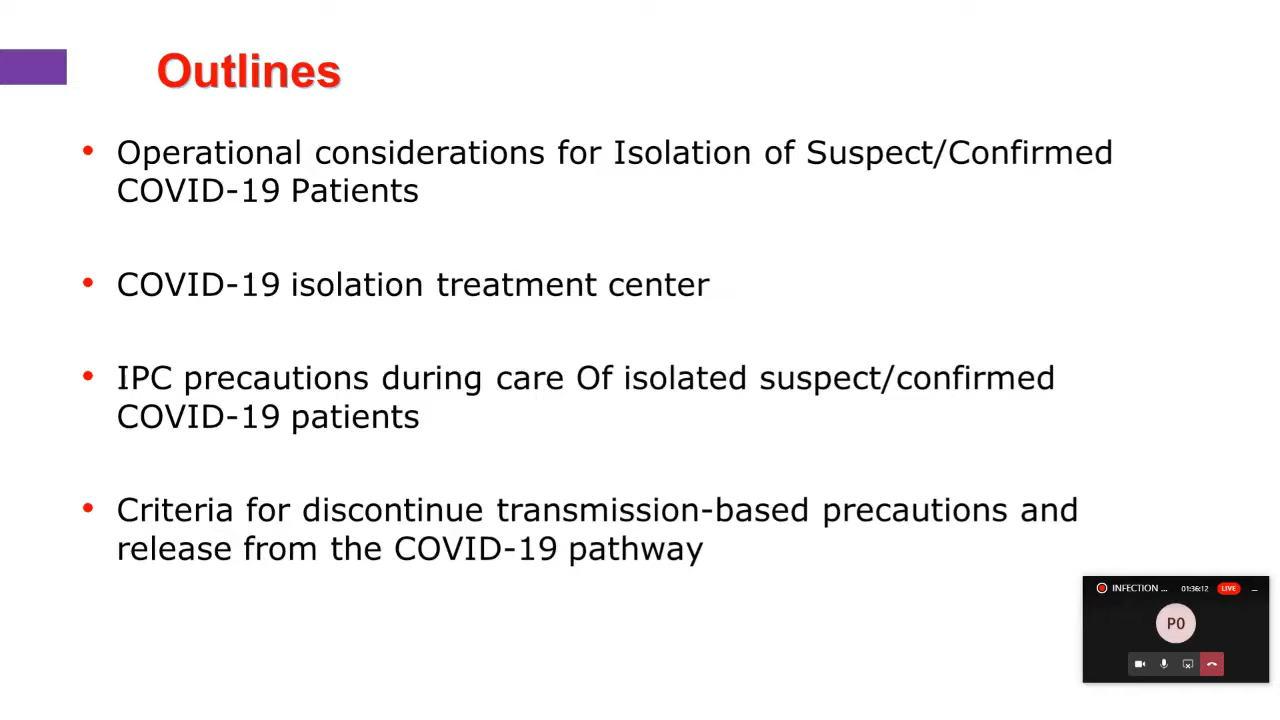 Outlines
• Operational considerations for Isolation of Suspect/Confirmed
COVID-19 Patients
• COVID-19 isolation treatment center
• IPC precautions during care Of isolated suspect/confirmed
COVID-19 patients
• Criteria for discontinue transmission-based precautions and
release from the COVID-19 pathway
INFECTION ... 01:36:12 LIVE
PO